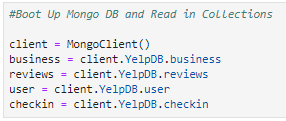 #Boot Up Mongo DB and Read in Collections
client = MongoClient()
business = client.YelpDB.business
reviews = client.YelpDB.reviews
user = client.YelpDB.user
checkin = client.YelpDB.checkin